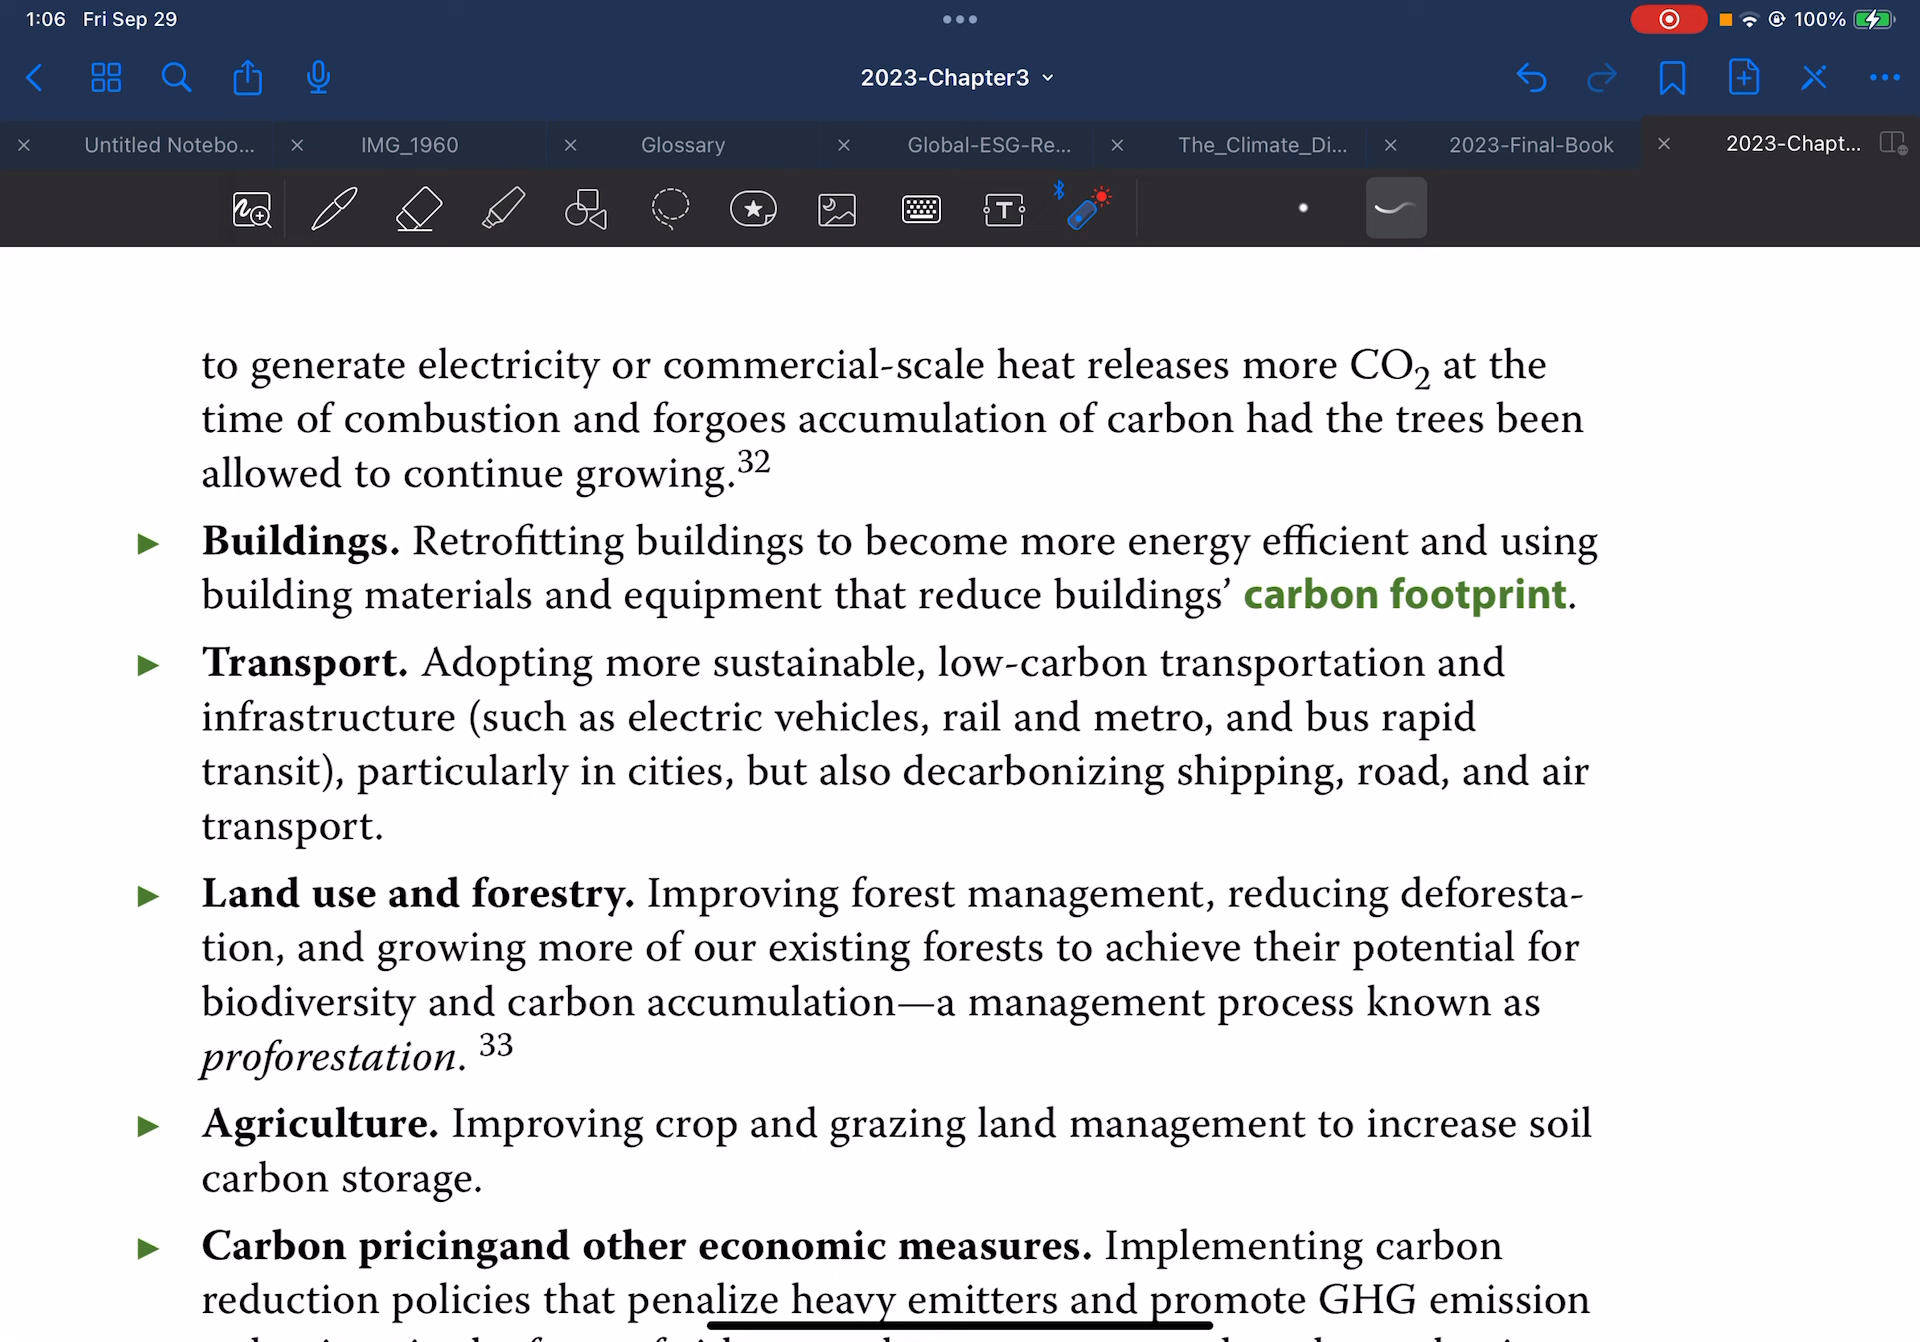 1:06 Fri Sep 29
100%
2023-Chapter3
Untitled Notebo...
IMG_1960
Glossary
Global-ESG-Re...
The_Climate_Di...
2023-Final-Book
2023-Chapt...
T
to generate electricity or commercial-scale heat releases more CO₂ at the
time of combustion and forgoes accumulation of carbon had the trees been
allowed to continue growing.³²
► Buildings. Retrofitting buildings to become more energy efficient and using
building materials and equipment that reduce buildings’ carbon footprint.
► Transport. Adopting more sustainable, low-carbon transportation and
infrastructure (such as electric vehicles, rail and metro, and bus rapid
transit), particularly in cities, but also decarbonizing shipping, road, and air
transport.
► Land use and forestry. Improving forest management, reducing deforesta-
tion, and growing more of our existing forests to achieve their potential for
biodiversity and carbon accumulation—a management process known as
proforestation. ³³
► Agriculture. Improving crop and grazing land management to increase soil
carbon storage.
► Carbon pricingand other economic measures. Implementing carbon
reduction policies that penalize heavy emitters and promote GHG emission